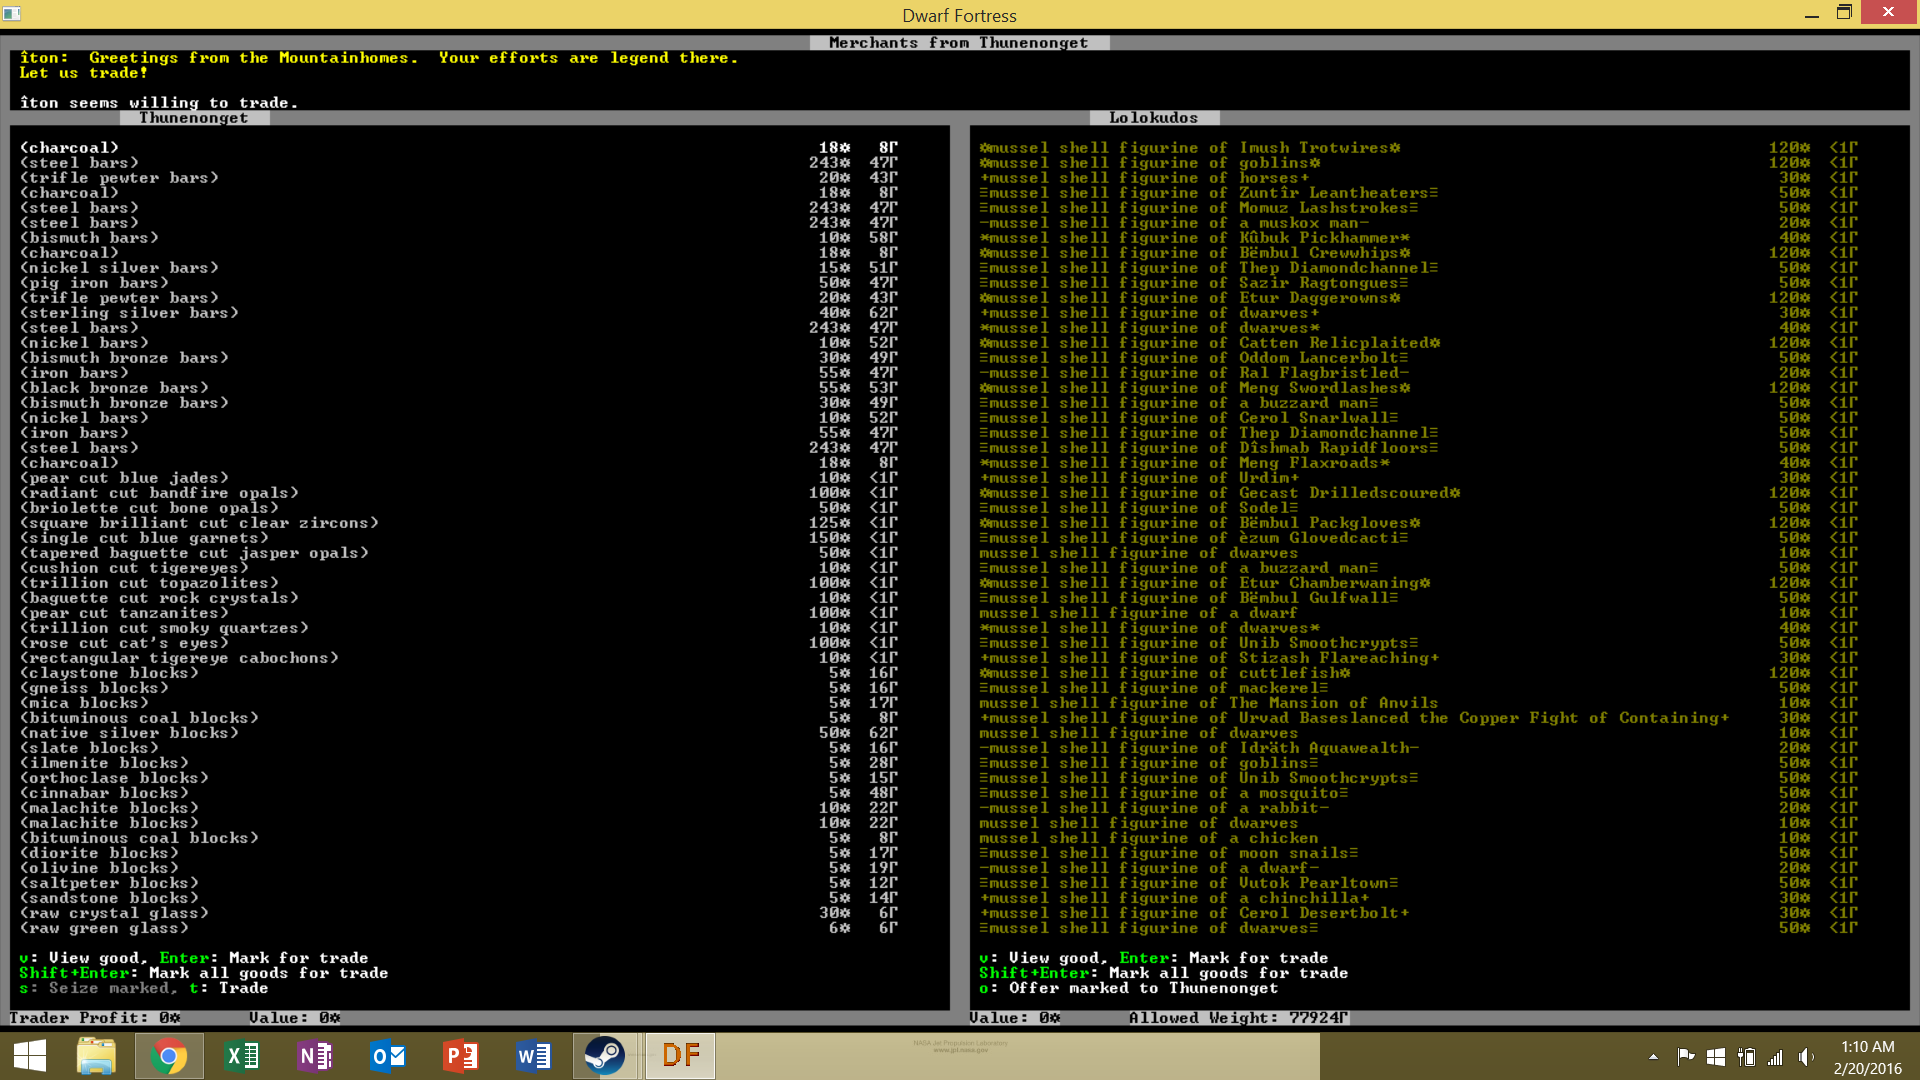 Dwarf Fortress
Merchants from Thunenonget
îton:  Greetings from the Mountainhomes.  Your efforts are legend there.
Let us trade!
îton seems willing to trade.
Thunenonget
(charcoal) 18☼ 8Γ
(steel bars) 243☼ 47Γ
(trifle pewter bars) 20☼ 43Γ
(charcoal) 18☼ 8Γ
(steel bars) 243☼ 47Γ
(steel bars) 243☼ 47Γ
(bismuth bars) 10☼ 58Γ
(charcoal) 18☼ 8Γ
(nickel silver bars) 15☼ 51Γ
(pig iron bars) 50☼ 47Γ
(trifle pewter bars) 20☼ 43Γ
(sterling silver bars) 40☼ 62Γ
(steel bars) 243☼ 47Γ
(nickel bars) 10☼ 52Γ
(bismuth bronze bars) 30☼ 49Γ
(iron bars) 55☼ 47Γ
(black bronze bars) 55☼ 53Γ
(bismuth bronze bars) 30☼ 49Γ
(nickel bars) 10☼ 52Γ
(iron bars) 55☼ 47Γ
(steel bars) 243☼ 47Γ
(charcoal) 18☼ 8Γ
(pear cut blue jades) 10☼ <1Γ
(radiant cut bandfire opals) 100☼ <1Γ
(briolette cut bone opals) 50☼ <1Γ
(square brilliant cut clear zircons) 125☼ <1Γ
(single cut blue garnets) 150☼ <1Γ
(tapered baguette cut jasper opals) 50☼ <1Γ
(cushion cut tigereyes) 10☼ <1Γ
(trillion cut topazolites) 100☼ <1Γ
(baguette cut rock crystals) 10☼ <1Γ
(pear cut tanzanites) 100☼ <1Γ
(trillion cut smoky quartzes) 10☼ <1Γ
(rose cut cat's eyes) 100☼ <1Γ
(rectangular tigereye cabochons) 10☼ <1Γ
(claystone blocks) 5☼ 16Γ
(gneiss blocks) 5☼ 16Γ
(mica blocks) 5☼ 17Γ
(bituminous coal blocks) 5☼ 8Γ
(native silver blocks) 50☼ 62Γ
(slate blocks) 5☼ 16Γ
(ilmenite blocks) 5☼ 28Γ
(orthoclase blocks) 5☼ 15Γ
(cinnabar blocks) 5☼ 48Γ
(malachite blocks) 10☼ 22Γ
(malachite blocks) 10☼ 22Γ
(bituminous coal blocks) 5☼ 8Γ
(diorite blocks) 5☼ 17Γ
(olivine blocks) 5☼ 19Γ
(saltpeter blocks) 5☼ 12Γ
(sandstone blocks) 5☼ 14Γ
(raw crystal glass) 30☼ 6Γ
(raw green glass) 6☼ 6Γ
v: View good, Enter: Mark for trade
Shift+Enter: Mark all goods for trade
s: Seize marked, t: Trade
Trader Profit: 0☼ Value: 0☼
Lolokudos
☼mussel shell figurine of Imush Trotwires☼ 120☼ <1Γ
☼mussel shell figurine of goblins☼ 120☼ <1Γ
+mussel shell figurine of horses+ 30☼ <1Γ
≡mussel shell figurine of Zuntîr Leantheaters≡ 50☼ <1Γ
≡mussel shell figurine of Momuz Lashstrokes≡ 50☼ <1Γ
-mussel shell figurine of a muskox man- 20☼ <1Γ
*mussel shell figurine of Kûbuk Pickhammer* 40☼ <1Γ
☼mussel shell figurine of Bëmbul Crewwhips☼ 120☼ <1Γ
≡mussel shell figurine of Thep Diamondchannel≡ 50☼ <1Γ
≡mussel shell figurine of Sazir Ragtongues≡ 50☼ <1Γ
☼mussel shell figurine of Etur Daggerowns☼ 120☼ <1Γ
+mussel shell figurine of dwarves+ 30☼ <1Γ
*mussel shell figurine of dwarves* 40☼ <1Γ
☼mussel shell figurine of Catten Relicplaited☼ 120☼ <1Γ
≡mussel shell figurine of Oddom Lancerbolt≡ 50☼ <1Γ
-mussel shell figurine of Ral Flagbristled- 20☼ <1Γ
☼mussel shell figurine of Meng Swordlashes☼ 120☼ <1Γ
≡mussel shell figurine of a buzzard man≡ 50☼ <1Γ
≡mussel shell figurine of Cerol Snarlwall≡ 50☼ <1Γ
≡mussel shell figurine of Thep Diamondchannel≡ 50☼ <1Γ
≡mussel shell figurine of Dîshmab Rapidfloors≡ 50☼ <1Γ
*mussel shell figurine of Meng Flaxroads* 40☼ <1Γ
+mussel shell figurine of Urdim+ 30☼ <1Γ
☼mussel shell figurine of Gecast Drilledscoured☼ 120☼ <1Γ
≡mussel shell figurine of Sodel≡ 50☼ <1Γ
☼mussel shell figurine of Bëmbul Packgloves☼ 120☼ <1Γ
≡mussel shell figurine of èzum Glovedcacti≡ 50☼ <1Γ
mussel shell figurine of dwarves 10☼ <1Γ
≡mussel shell figurine of a buzzard man≡ 50☼ <1Γ
☼mussel shell figurine of Etur Chamberwaning☼ 120☼ <1Γ
≡mussel shell figurine of Bëmbul Gulfwall≡ 50☼ <1Γ
mussel shell figurine of a dwarf 10☼ <1Γ
*mussel shell figurine of dwarves* 40☼ <1Γ
≡mussel shell figurine of Unib Smoothcrypts≡ 50☼ <1Γ
+mussel shell figurine of Stizash Flareaching+ 30☼ <1Γ
☼mussel shell figurine of cuttlefish☼ 120☼ <1Γ
≡mussel shell figurine of mackerel≡ 50☼ <1Γ
mussel shell figurine of The Mansion of Anvils 10☼ <1Γ
+mussel shell figurine of Urvad Baseslanced the Copper Fight of Containing+ 30☼ <1Γ
mussel shell figurine of dwarves 10☼ <1Γ
-mussel shell figurine of Idräth Aquawealth- 20☼ <1Γ
≡mussel shell figurine of goblins≡ 50☼ <1Γ
≡mussel shell figurine of Unib Smoothcrypts≡ 50☼ <1Γ
≡mussel shell figurine of a mosquito≡ 50☼ <1Γ
-mussel shell figurine of a rabbit- 20☼ <1Γ
mussel shell figurine of dwarves 10☼ <1Γ
mussel shell figurine of a chicken 10☼ <1Γ
≡mussel shell figurine of moon snails≡ 50☼ <1Γ
-mussel shell figurine of a dwarf- 20☼ <1Γ
≡mussel shell figurine of Vutok Pearltown≡ 50☼ <1Γ
+mussel shell figurine of a chinchilla+ 30☼ <1Γ
+mussel shell figurine of Cerol Desertbolt+ 30☼ <1Γ
≡mussel shell figurine of dwarves≡ 50☼ <1Γ
v: View good, Enter: Mark for trade
Shift+Enter: Mark all goods for trade
o: Offer marked to Thunenonget
Value: 0☼ Allowed Weight: 77924Γ
NASA Jet Propulsion Laboratory
www.jpl.nasa.gov
DF
1:10 AM
2/20/2016